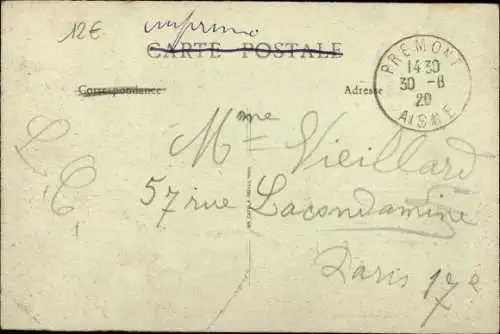 12€
imprimé
CARTE POSTALE
Correspondance
Adresse
PRÉMONT
14 30
30 - 8
20
AISNE
Mme Vieillard
57 rue Lacondamine
Paris 17e
L.
C.